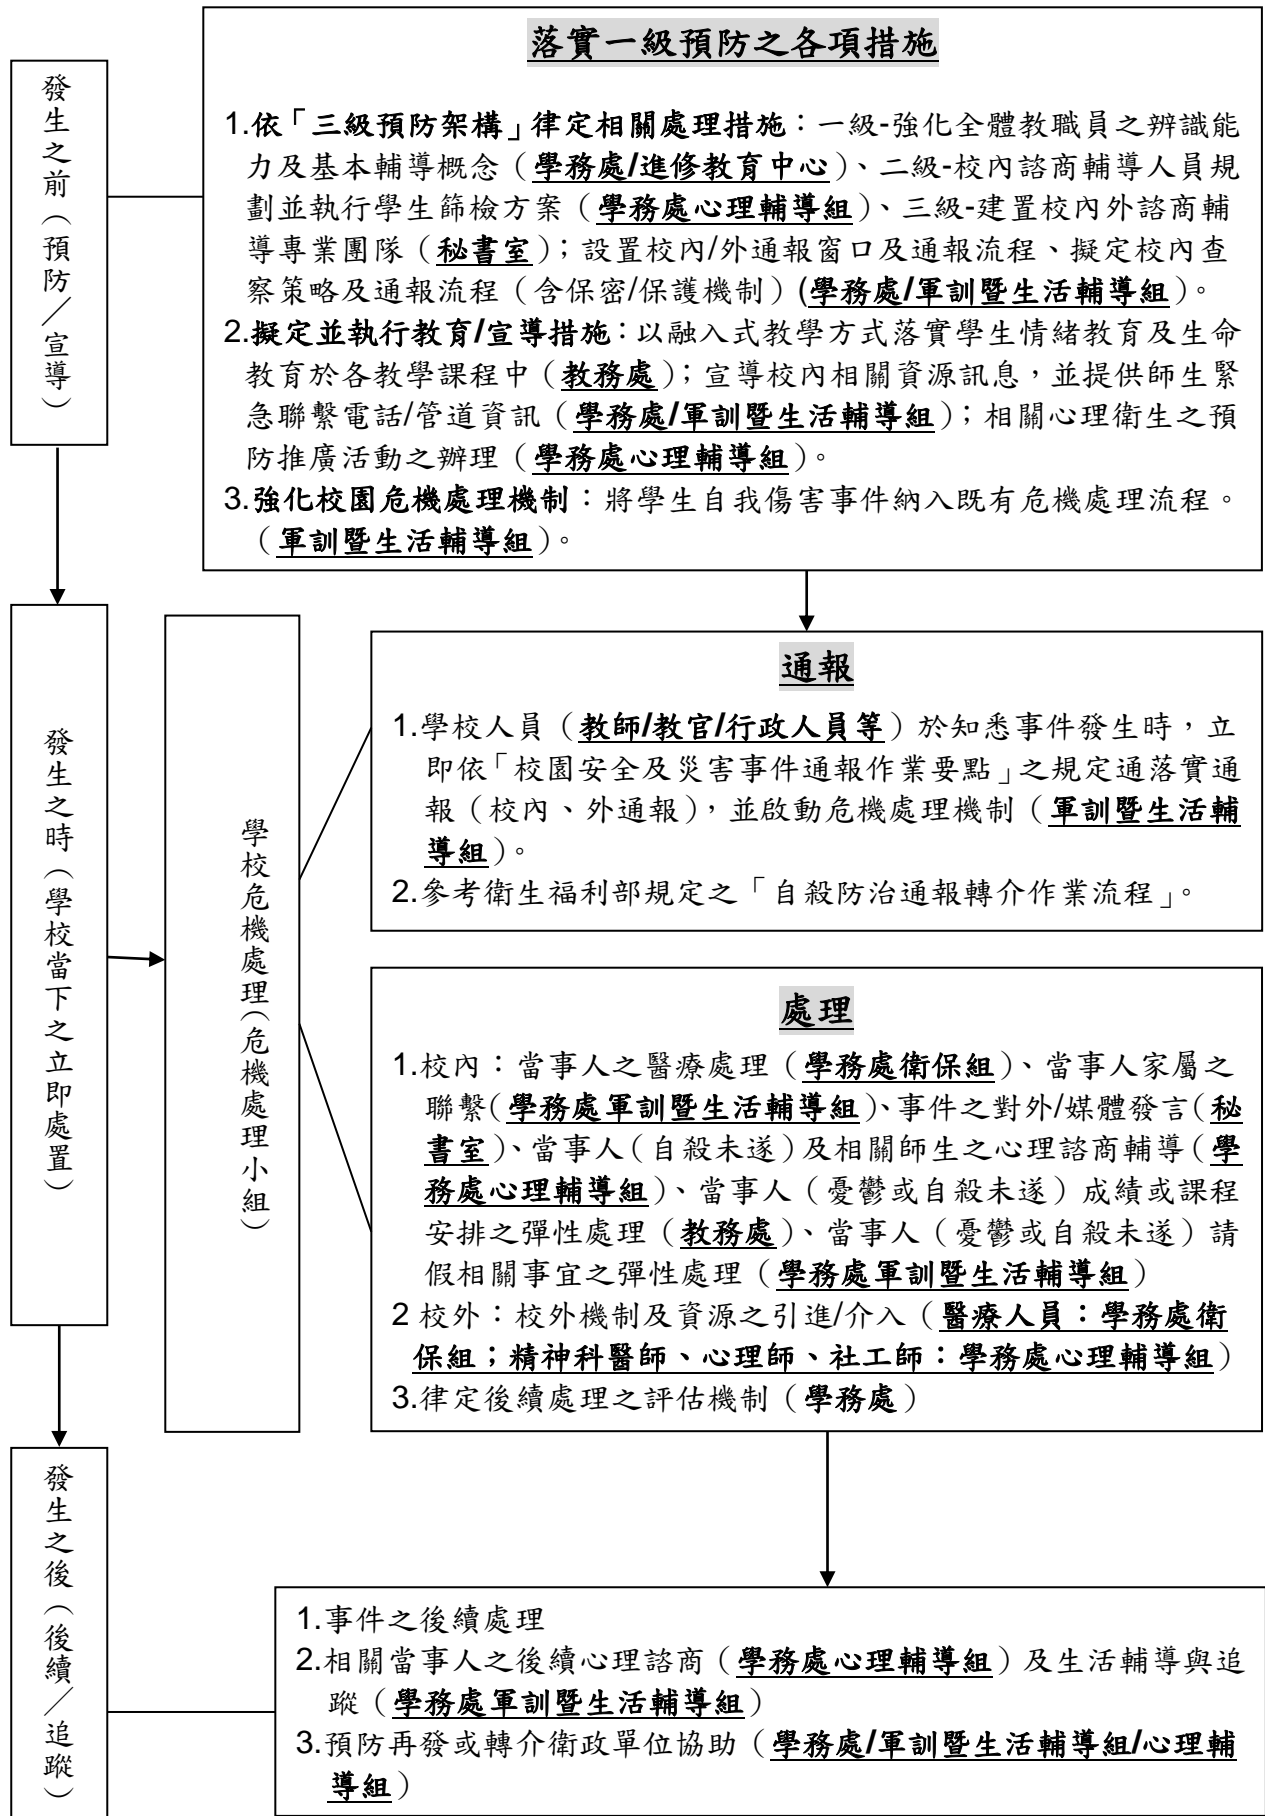 落實一級預防之各項措施
發生之前（預防／宣導）
1.依「三級預防架構」律定相關處理措施：一級-強化全體教職員之辨識能
力及基本輔導概念（學務處/進修教育中心）、二級-校內諮商輔導人員規
劃並執行學生篩檢方案（學務處心理輔導組）、三級-建置校內外諮商輔
導專業團隊（秘書室）；設置校內/外通報窗口及通報流程、擬定校內查
察策略及通報流程（含保密/保護機制）(學務處/軍訓暨生活輔導組）。
2.擬定並執行教育/宣導措施：以融入式教學方式落實學生情緒教育及生命
教育於各教學課程中（教務處）；宣導校內相關資源訊息，並提供師生緊
急聯繫電話/管道資訊（學務處/軍訓暨生活輔導組）；相關心理衛生之預
防推廣活動之辦理（學務處心理輔導組）。
3.強化校園危機處理機制：將學生自我傷害事件納入既有危機處理流程。
（軍訓暨生活輔導組）。
發生之時（學校當下之立即處置）
學校危機處理（危機處理小組）
通報
1.學校人員（教師/教官/行政人員等）於知悉事件發生時，立
即依「校園安全及災害事件通報作業要點」之規定通落實通
報（校內、外通報），並啟動危機處理機制（軍訓暨生活輔
導組）。
2.參考衛生福利部規定之「自殺防治通報轉介作業流程」。
處理
1.校內：當事人之醫療處理（學務處衛保組）、當事人家屬之
聯繫（學務處軍訓暨生活輔導組）、事件之對外/媒體發言（秘
書室）、當事人（自殺未遂）及相關師生之心理諮商輔導（學
務處心理輔導組）、當事人（憂鬱或自殺未遂）成績或課程
安排之彈性處理（教務處）、當事人（憂鬱或自殺未遂）請
假相關事宜之彈性處理（學務處軍訓暨生活輔導組）
2 校外：校外機制及資源之引進/介入（醫療人員：學務處衛
保組；精神科醫師、心理師、社工師：學務處心理輔導組）
3.律定後續處理之評估機制（學務處）
發生之後（後續／追蹤）
1.事件之後續處理
2.相關當事人之後續心理諮商（學務處心理輔導組）及生活輔導與追
蹤（學務處軍訓暨生活輔導組）
3.預防再發或轉介衛政單位協助（學務處/軍訓暨生活輔導組/心理輔
導組）